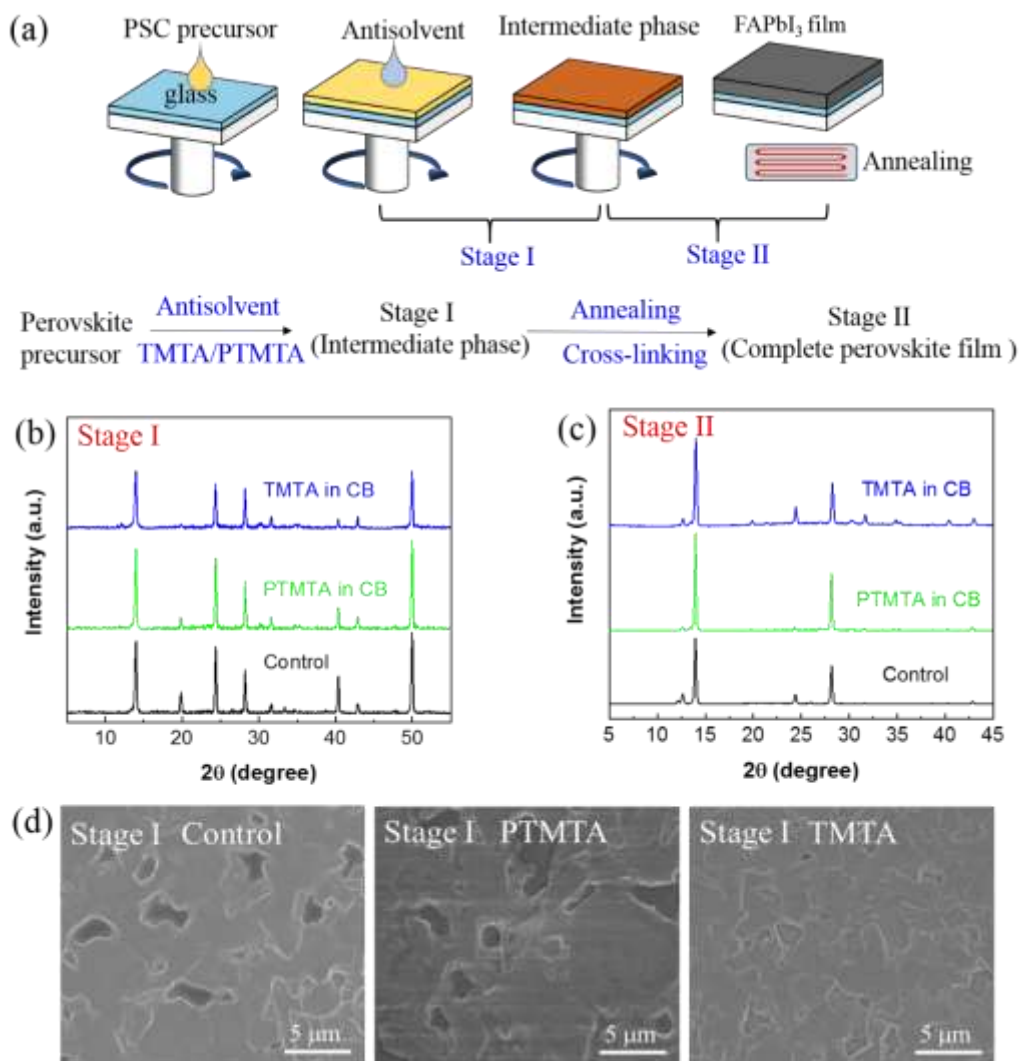 (a)
PSC precursor
Antisolvent
Intermediate phase
FAPbI₃ film
glass
Annealing
Stage I
Stage II
Perovskite
precursor
Antisolvent
TMTA/PTMTA
Stage I
(Intermediate phase)
Annealing
Cross-linking
Stage II
(Complete perovskite film )
(b)
Stage I
TMTA in CB
PTMTA in CB
Control
Intensity (a.u.)
10 20 30 40 50
2θ (degree)
(c)
Stage II
TMTA in CB
PTMTA in CB
Control
Intensity (a.u.)
5 10 15 20 25 30 35 40 45
2θ (degree)
(d)
Stage I Control
5 μm
Stage I PTMTA
5 μm
Stage I TMTA
5 μm